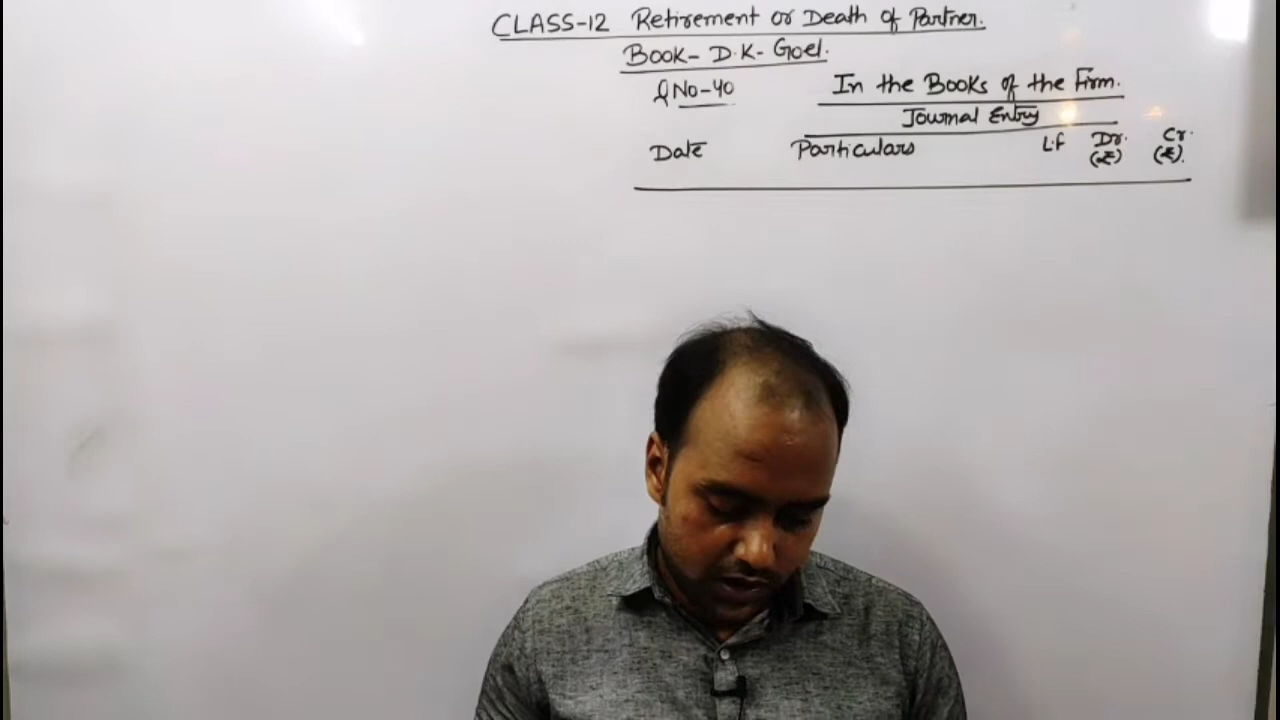 CLASS-12 Retirement or Death of Partner.
Book- D.K- Goel.
Q No-40 In the Books of the Firm.
Journal Entry
Date Particulars L.F Dr. (₹) Cr. (₹).